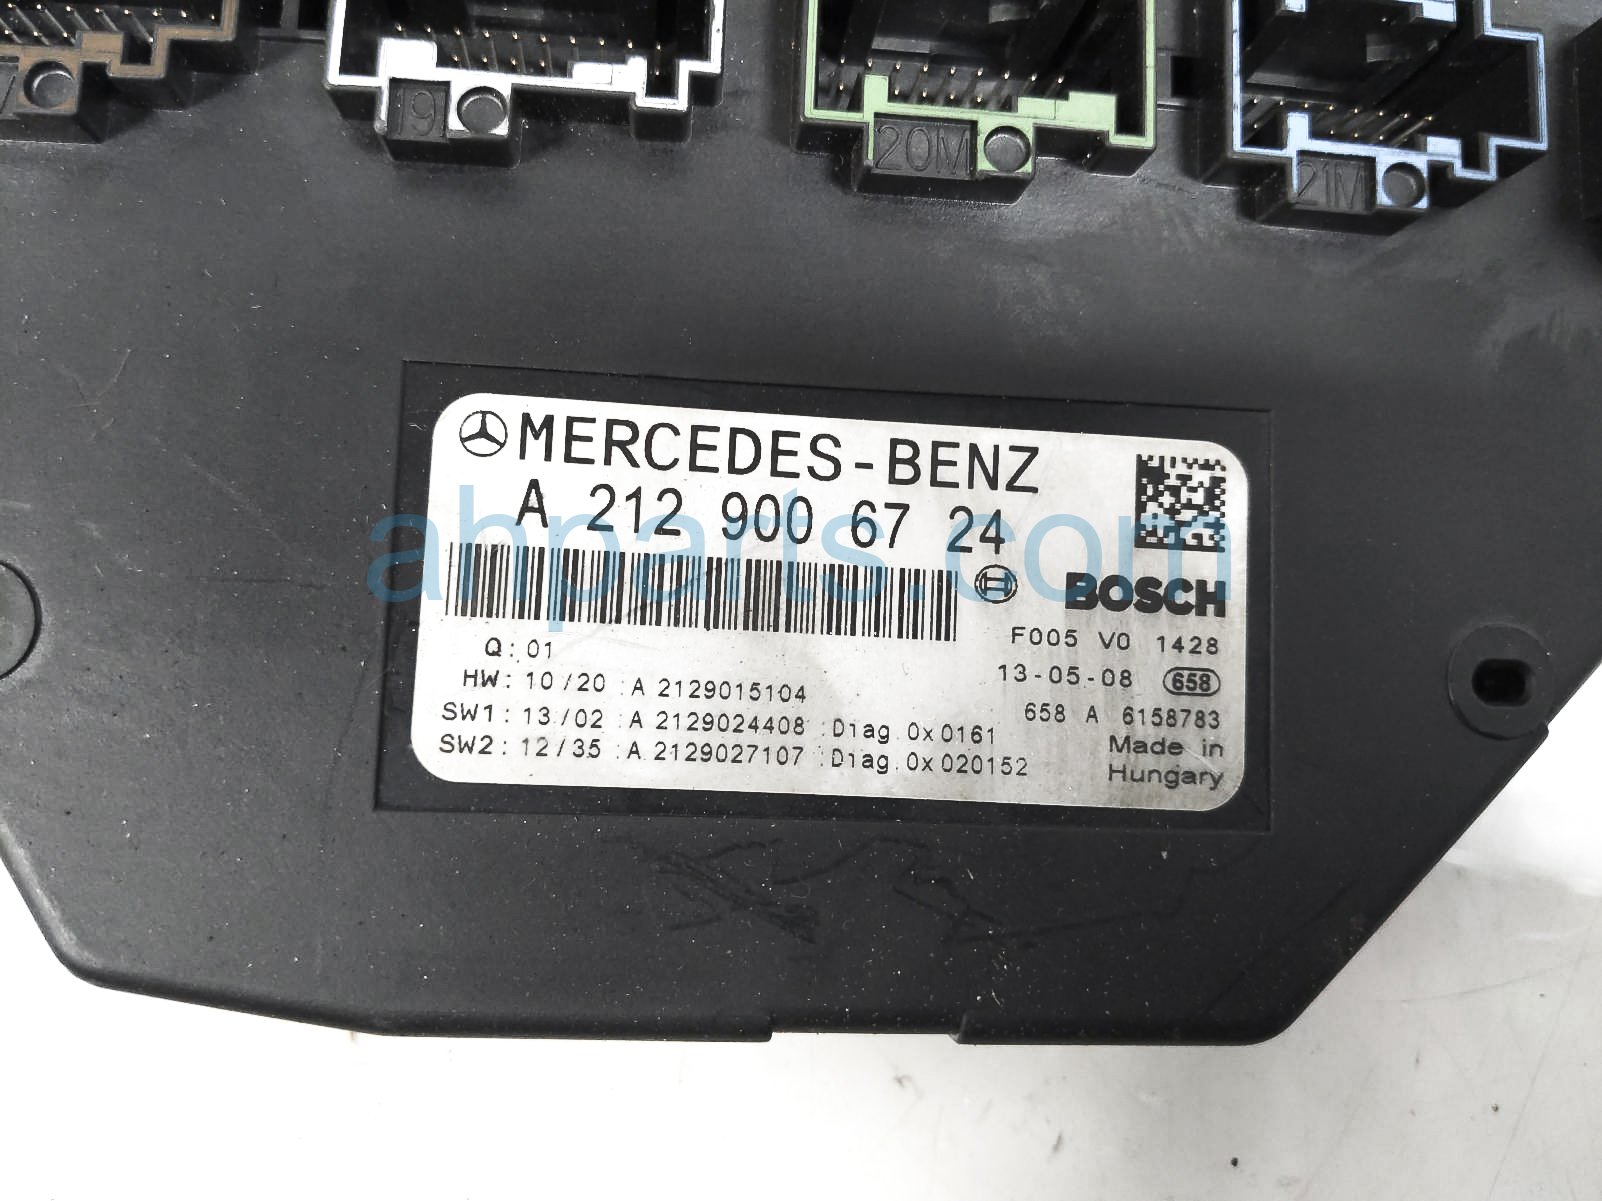 9
20M
21M
MERCEDES-BENZ
A 212 900 67 24
BOSCH
F005 V0 1428
Q: 01
13-05-08 658
HW: 10/20 :A 2129015104
658 A 6158783
SW1: 13/02 :A 2129024408 :Diag.0x0161
Made in
SW2: 12/35 :A 2129027107 :Diag.0x020152
Hungary
ahparts.com